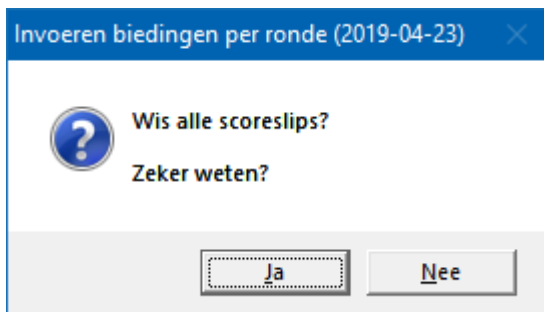 Invoeren biedingen per ronde (2019-04-23)
Wis alle scoreslips?
Zeker weten?
Ja
Nee